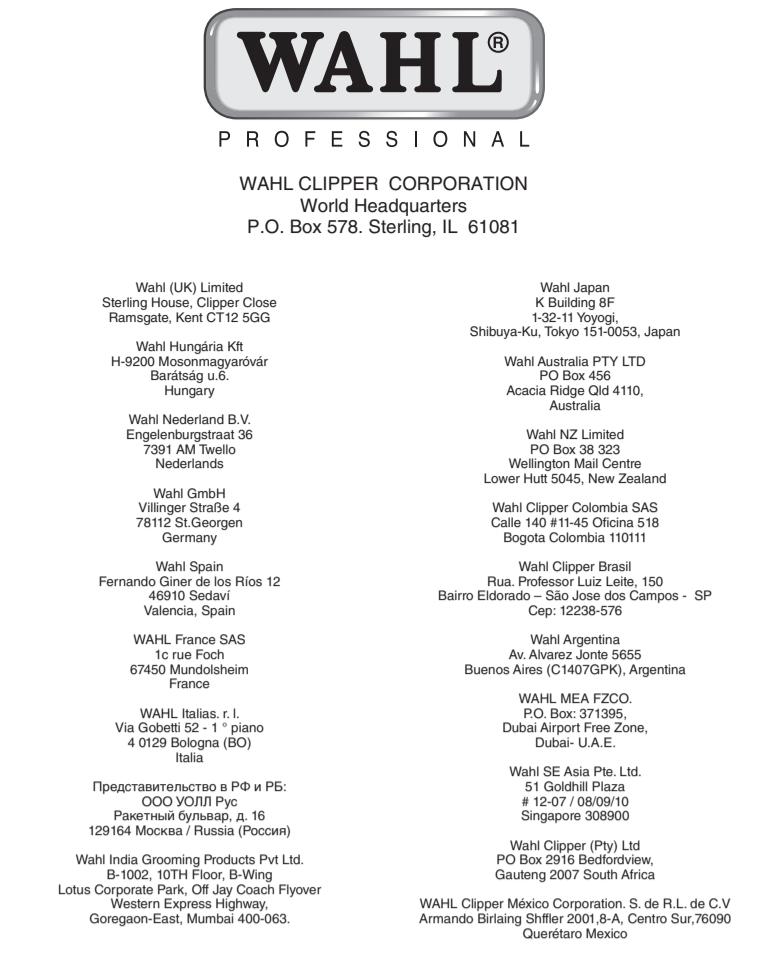 WAHL®
PROFESSIONAL
WAHL CLIPPER CORPORATION
World Headquarters
P.O. Box 578. Sterling, IL 61081
Wahl (UK) Limited
Sterling House, Clipper Close
Ramsgate, Kent CT12 5GG
Wahl Hungária Kft
H-9200 Mosonmagyaróvár
Barátság u.6.
Hungary
Wahl Nederland B.V.
Engelenburgstraat 36
7391 AM Twello
Nederlands
Wahl GmbH
Villinger Straße 4
78112 St.Georgen
Germany
Wahl Spain
Fernando Giner de los Ríos 12
46910 Sedaví
Valencia, Spain
WAHL France SAS
1c rue Foch
67450 Mundolsheim
France
WAHL Italias. r. l.
Via Gobetti 52 - 1 ° piano
4 0129 Bologna (BO)
Italia
Представительство в РФ и РБ:
ООО УОЛЛ Рус
Ракетный бульвар, д. 16
129164 Москва / Russia (Россия)
Wahl India Grooming Products Pvt Ltd.
B-1002, 10TH Floor, B-Wing
Lotus Corporate Park, Off Jay Coach Flyover
Western Express Highway,
Goregaon-East, Mumbai 400-063.
Wahl Japan
K Building 8F
1-32-11 Yoyogi,
Shibuya-Ku, Tokyo 151-0053, Japan
Wahl Australia PTY LTD
PO Box 456
Acacia Ridge Qld 4110,
Australia
Wahl NZ Limited
PO Box 38 323
Wellington Mail Centre
Lower Hutt 5045, New Zealand
Wahl Clipper Colombia SAS
Calle 140 #11-45 Oficina 518
Bogota Colombia 110111
Wahl Clipper Brasil
Rua. Professor Luiz Leite, 150
Bairro Eldorado – São Jose dos Campos - SP
Cep: 12238-576
Wahl Argentina
Av. Alvarez Jonte 5655
Buenos Aires (C1407GPK), Argentina
WAHL MEA FZCO.
P.O. Box: 371395,
Dubai Airport Free Zone,
Dubai- U.A.E.
Wahl SE Asia Pte. Ltd.
51 Goldhill Plaza
# 12-07 / 08/09/10
Singapore 308900
Wahl Clipper (Pty) Ltd
PO Box 2916 Bedfordview,
Gauteng 2007 South Africa
WAHL Clipper México Corporation. S. de R.L. de C.V
Armando Birlaing Shffler 2001,8-A, Centro Sur,76090
Querétaro Mexico